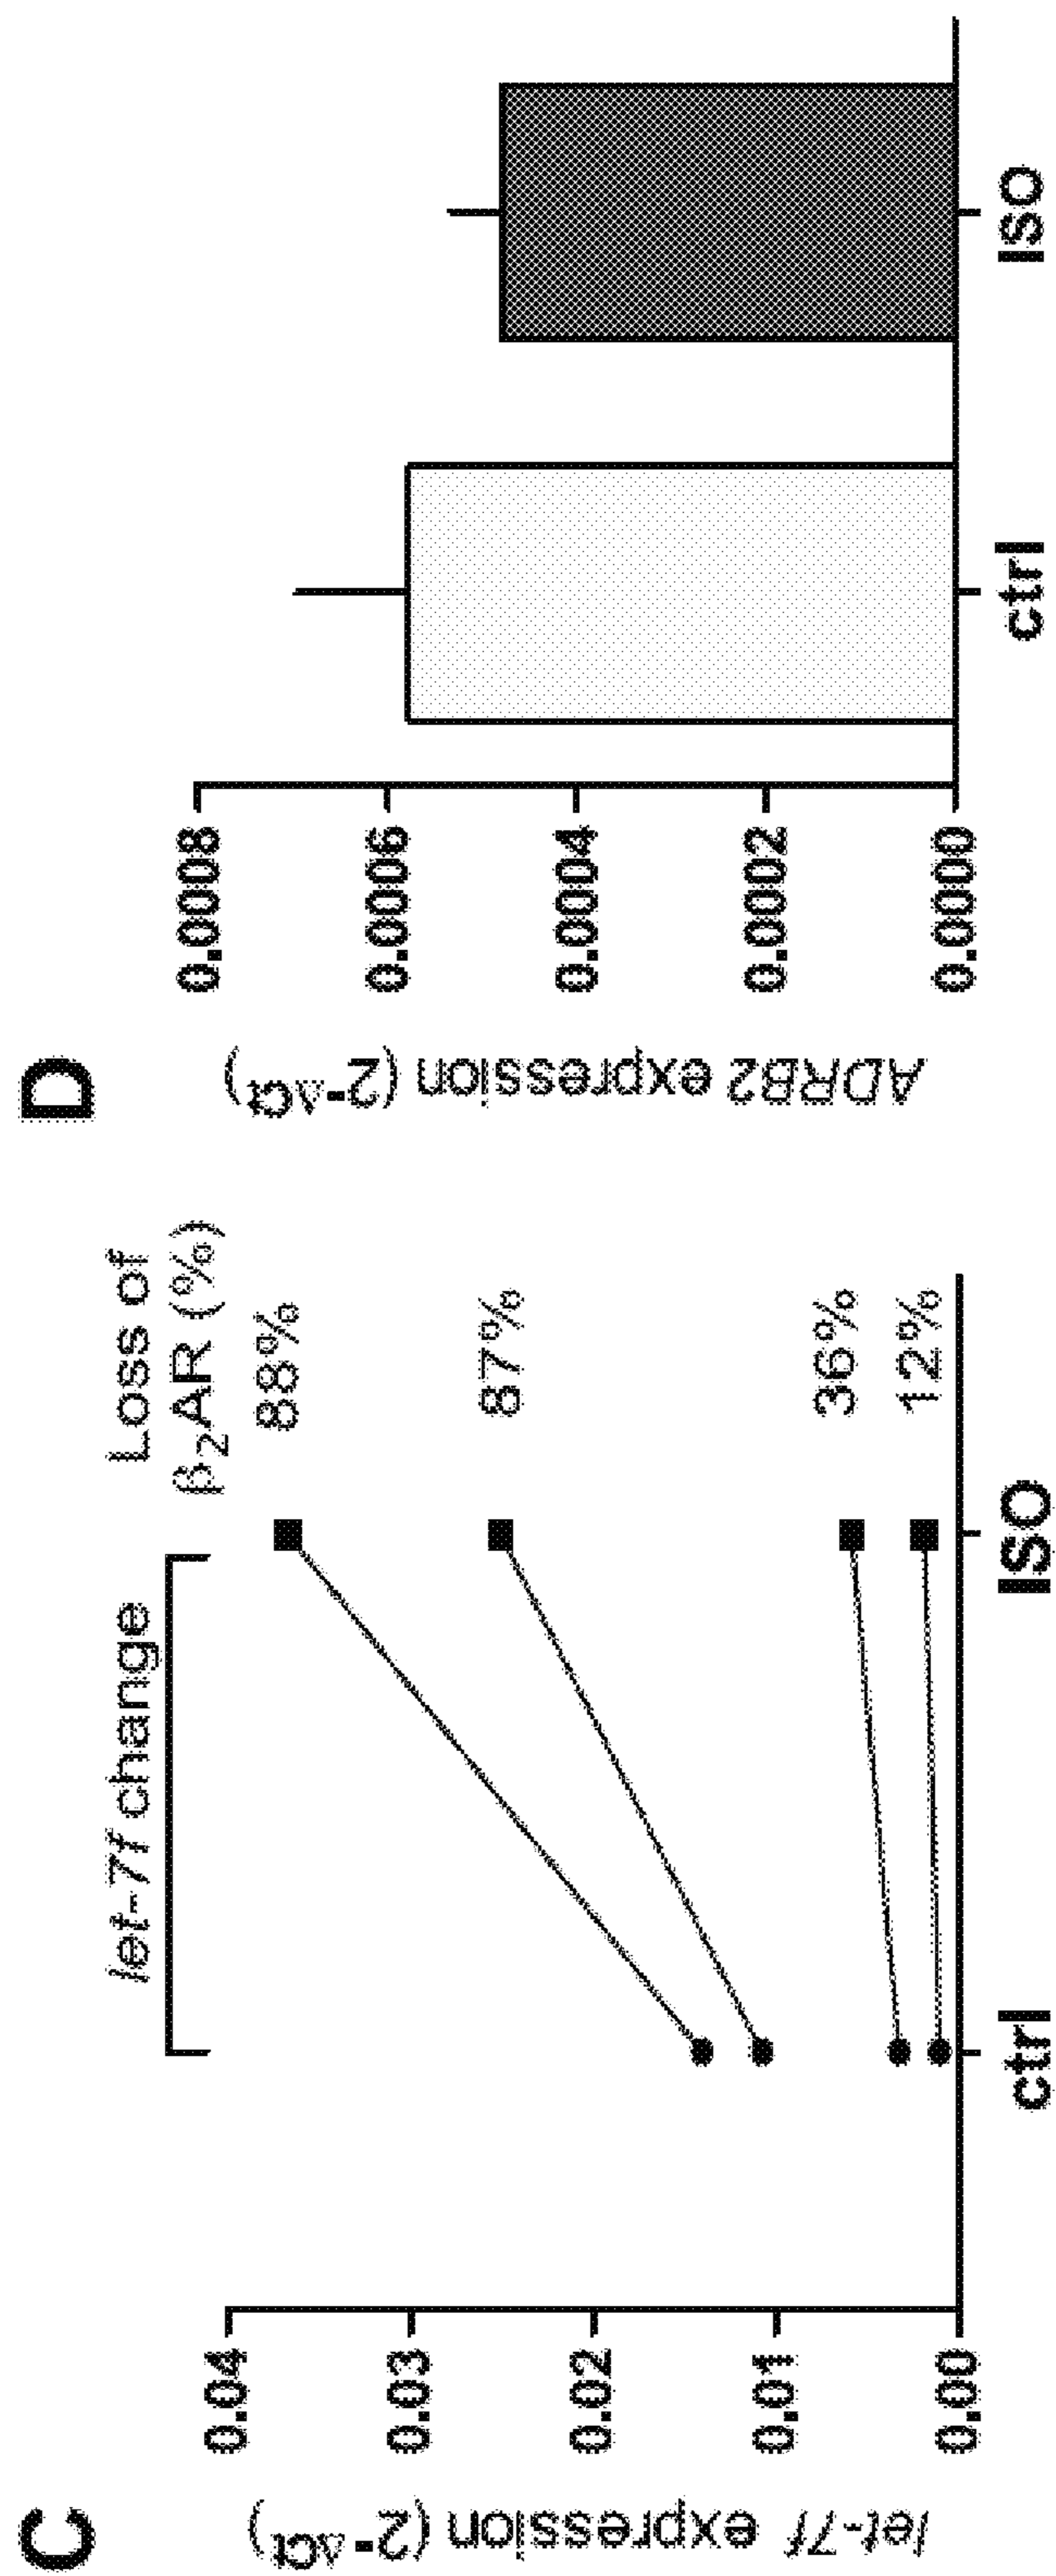 C
let-7f expression (2^-ΔCt)
0.04
0.03
0.02
0.01
0.00
let-7f change
Loss of
β₂AR (%)
88%
87%
36%
12%
ctrl
ISO
D
ADRB2 expression (2^-ΔCt)
0.0008
0.0006
0.0004
0.0002
0.0000
ctrl
ISO